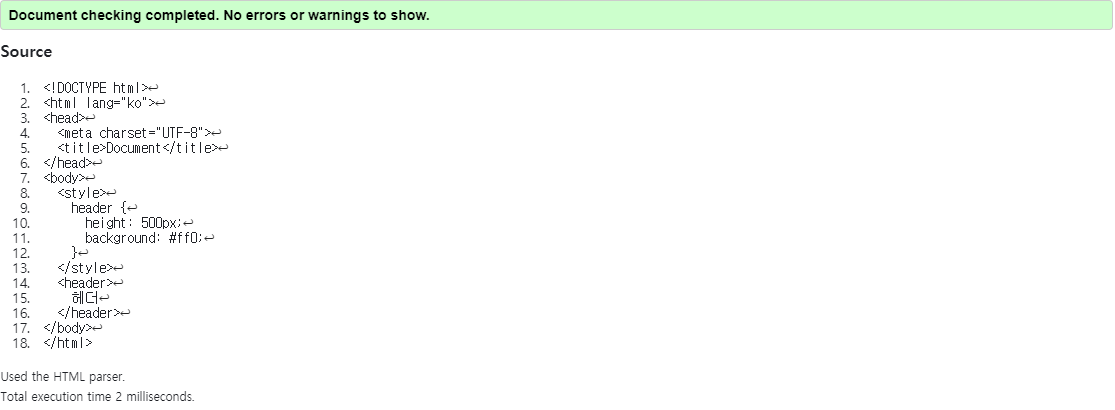 Document checking completed. No errors or warnings to show.
Source
1. <!DOCTYPE html>↩
2. <html lang="ko">↩
3. <head>↩
4.   <meta charset="UTF-8">↩
5.   <title>Document</title>↩
6. </head>↩
7. <body>↩
8.   <style>↩
9.     header {↩
10.       height: 500px;↩
11.       background: #ff0;↩
12.     }↩
13.   </style>↩
14.   <header>↩
15.     헤더↩
16.   </header>↩
17. </body>↩
18. </html>
Used the HTML parser.
Total execution time 2 milliseconds.